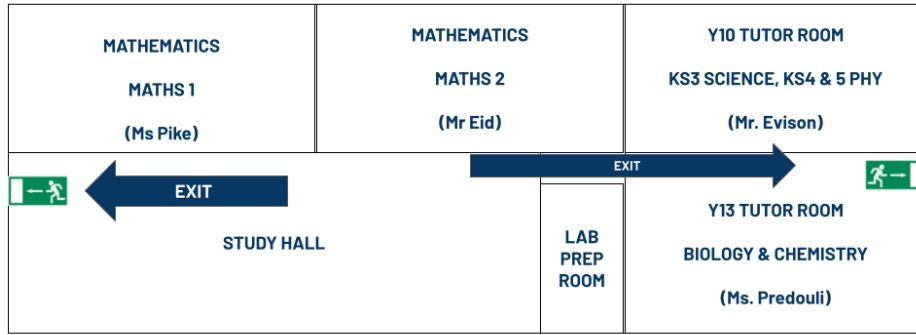 MATHEMATICS
MATHS 1
(Ms Pike)
MATHEMATICS
MATHS 2
(Mr Eid)
Y10 TUTOR ROOM
KS3 SCIENCE, KS4 & 5 PHY
(Mr. Evison)
EXIT
EXIT
STUDY HALL
LAB
PREP
ROOM
Y13 TUTOR ROOM
BIOLOGY & CHEMISTRY
(Ms. Predouli)